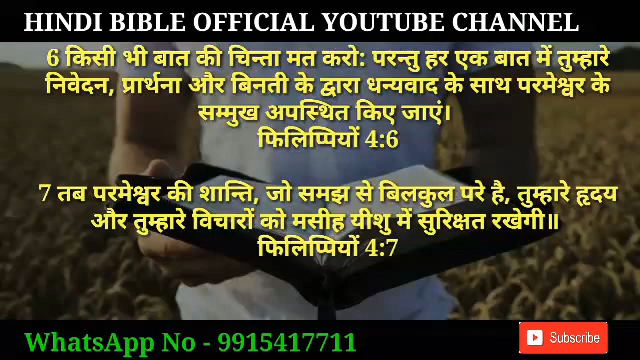 HINDI BIBLE OFFICIAL YOUTUBE CHANNEL
6 किसी भी बात की चिन्ता मत करो: परन्तु हर एक बात में तुम्हारे
निवेदन, प्रार्थना और बिनती के द्वारा धन्यवाद के साथ परमेश्वर के
सम्मुख अपस्थित किए जाएं।
फिलिप्पियों 4:6
7 तब परमेश्वर की शान्ति, जो समझ से बिलकुल परे है, तुम्हारे हृदय
और तुम्हारे विचारों को मसीह यीशु में सुरक्षित रखेगी॥
फिलिप्पियों 4:7
WhatsApp No - 9915417711
Subscribe